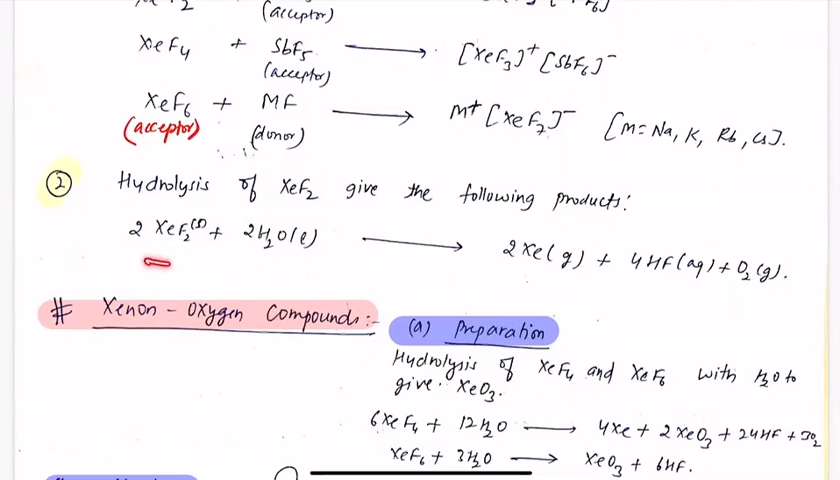 (acceptor)
XeF4 + SbF5 ⟶ [XeF3]+ [SbF6]−
(acceptor)
XeF6 + MF ⟶ M+ [XeF7]− [M=Na, K, Rb, Cs].
(acceptor) (donor)
② Hydrolysis of XeF2 give the following products:
2 XeF2(s) + 2H2O(l) ⟶ 2Xe(g) + 4HF(aq) + O2(g).
# Xenon - Oxygen Compounds:-
(a) Preparation
Hydrolysis of XeF4 and XeF6 with H2O to
give XeO3.
6XeF4 + 12H2O ⟶ 4Xe + 2XeO3 + 24HF + 3O2
XeF6 + 3H2O ⟶ XeO3 + 6HF.